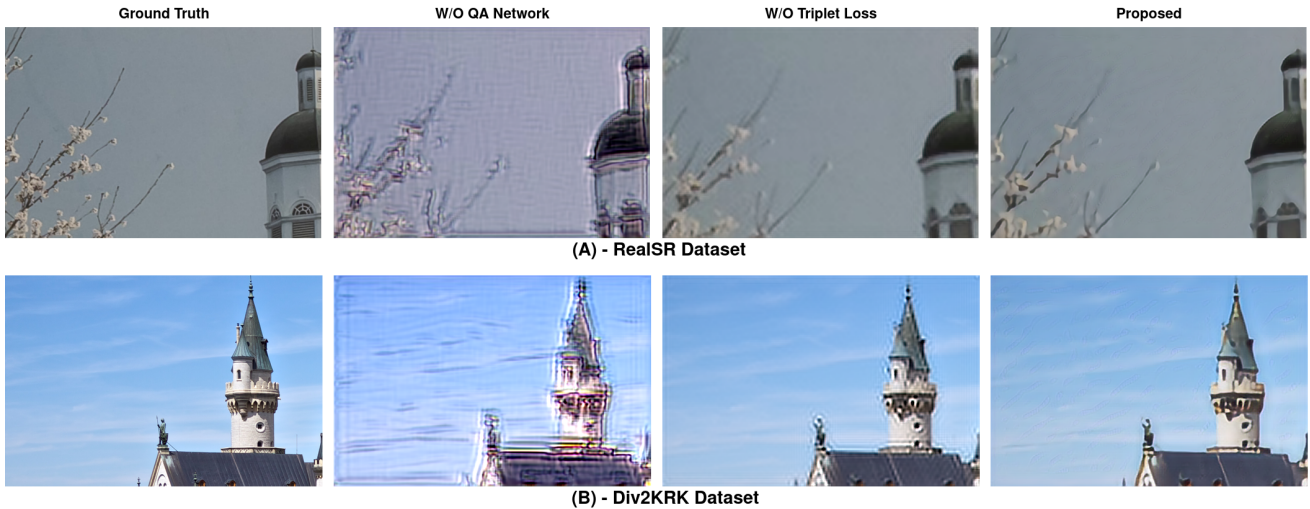 Ground Truth
W/O QA Network
W/O Triplet Loss
Proposed
(A) - RealSR Dataset
(B) - Div2KRK Dataset